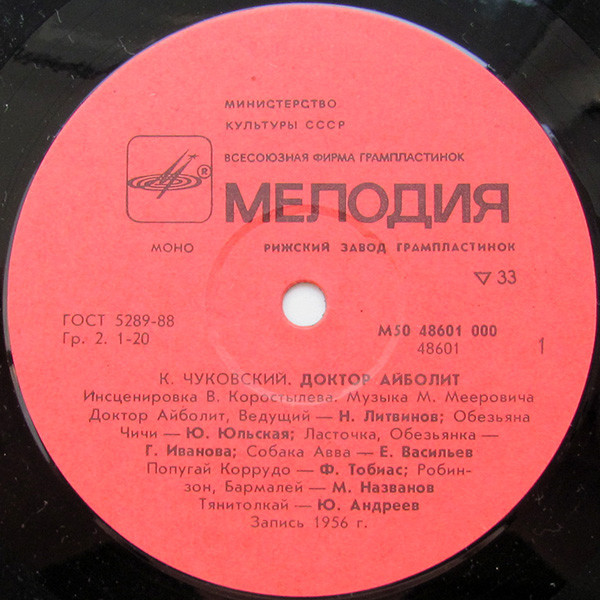 МИНИСТЕРСТВО
КУЛЬТУРЫ СССР
ВСЕСОЮЗНАЯ ФИРМА ГРАМПЛАСТИНОК
®
МЕЛОДИЯ
МОНО РИЖСКИЙ ЗАВОД ГРАМПЛАСТИНОК
▽ 33
ГОСТ 5289-88
Гр. 2. 1-20
М50 48601 000
48601
1
К. ЧУКОВСКИЙ. ДОКТОР АЙБОЛИТ
Инсценировка В. Коростылева. Музыка М. Мееровича
Доктор Айболит, Ведущий — Н. Литвинов; Обезьяна
Чичи — Ю. Юльская; Ласточка, Обезьянка —
Г. Иванова; Собака Авва — Е. Васильев
Попугай Коррудо — Ф. Тобиас; Робин-
зон, Бармалей — М. Названов
Тянитолкай — Ю. Андреев
Запись 1956 г.